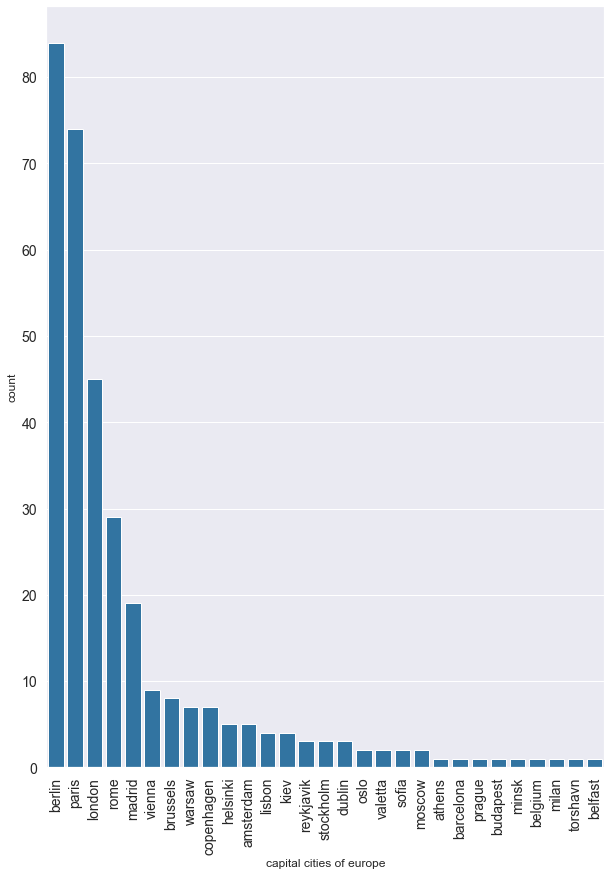 80
70
60
50
40
30
20
10
0
count
berlin
paris
london
rome
madrid
vienna
brussels
warsaw
copenhagen
helsinki
amsterdam
lisbon
kiev
reykjavik
stockholm
dublin
oslo
valetta
sofia
moscow
athens
barcelona
prague
budapest
minsk
belgium
milan
torshavn
belfast
capital cities of europe